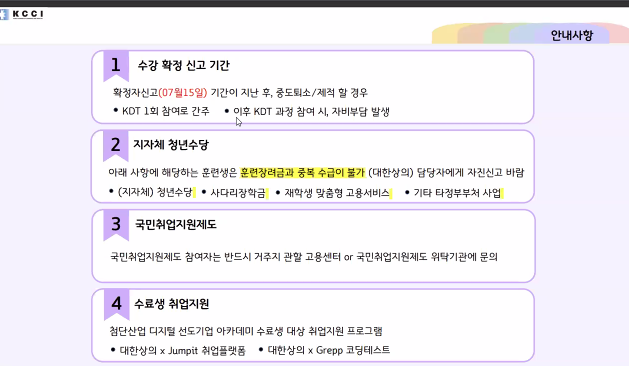 KCCI
안내사항
1 수강 확정 신고 기간
확정자신고(07월15일) 기간이 지난 후, 중도퇴소/제적 할 경우
• KDT 1회 참여로 간주 • 이후 KDT 과정 참여 시, 자비부담 발생
2 지자체 청년수당
아래 사항에 해당하는 훈련생은 훈련장려금과 중복 수급이 불가 (대한상의) 담당자에게 자진신고 바람
• (지자체) 청년수당 • 사다리장학금 • 재학생 맞춤형 고용서비스 • 기타 타정부부처 사업
3 국민취업지원제도
국민취업지원제도 참여자는 반드시 거주지 관할 고용센터 or 국민취업지원제도 위탁기관에 문의
4 수료생 취업지원
첨단산업 디지털 선도기업 아카데미 수료생 대상 취업지원 프로그램
• 대한상의 x Jumpit 취업플랫폼 • 대한상의 x Grepp 코딩테스트